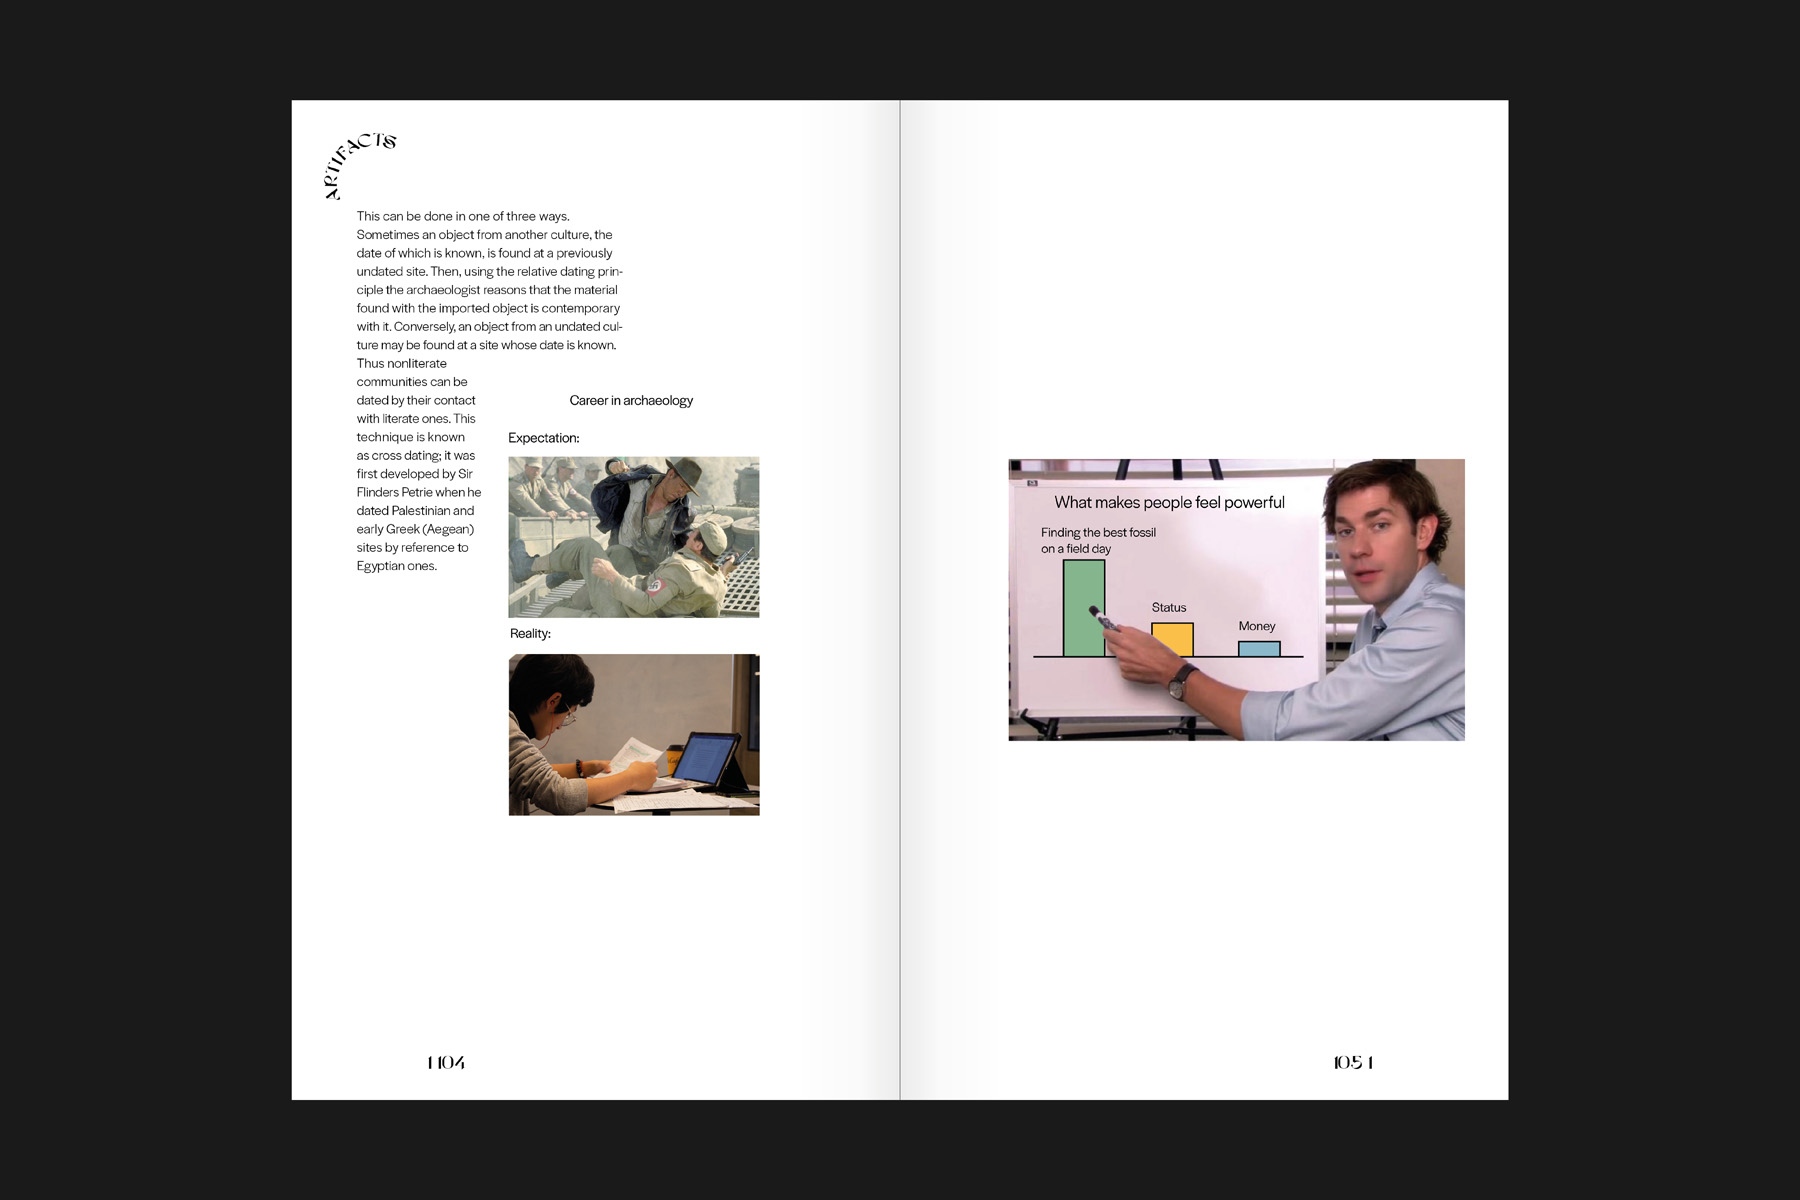 ARTIFACTS
This can be done in one of three ways.
Sometimes an object from another culture, the
date of which is known, is found at a previously
undated site. Then, using the relative dating prin-
ciple the archaeologist reasons that the material
found with the imported object is contemporary
with it. Conversely, an object from an undated cul-
ture may be found at a site whose date is known.
Thus nonliterate
communities can be
dated by their contact
with literate ones. This
technique is known
as cross dating; it was
first developed by Sir
Flinders Petrie when he
dated Palestinian and
early Greek (Aegean)
sites by reference to
Egyptian ones.
Career in archaeology
Expectation:
Reality:
1 104
What makes people feel powerful
Finding the best fossil
on a field day
Status
Money
105 1